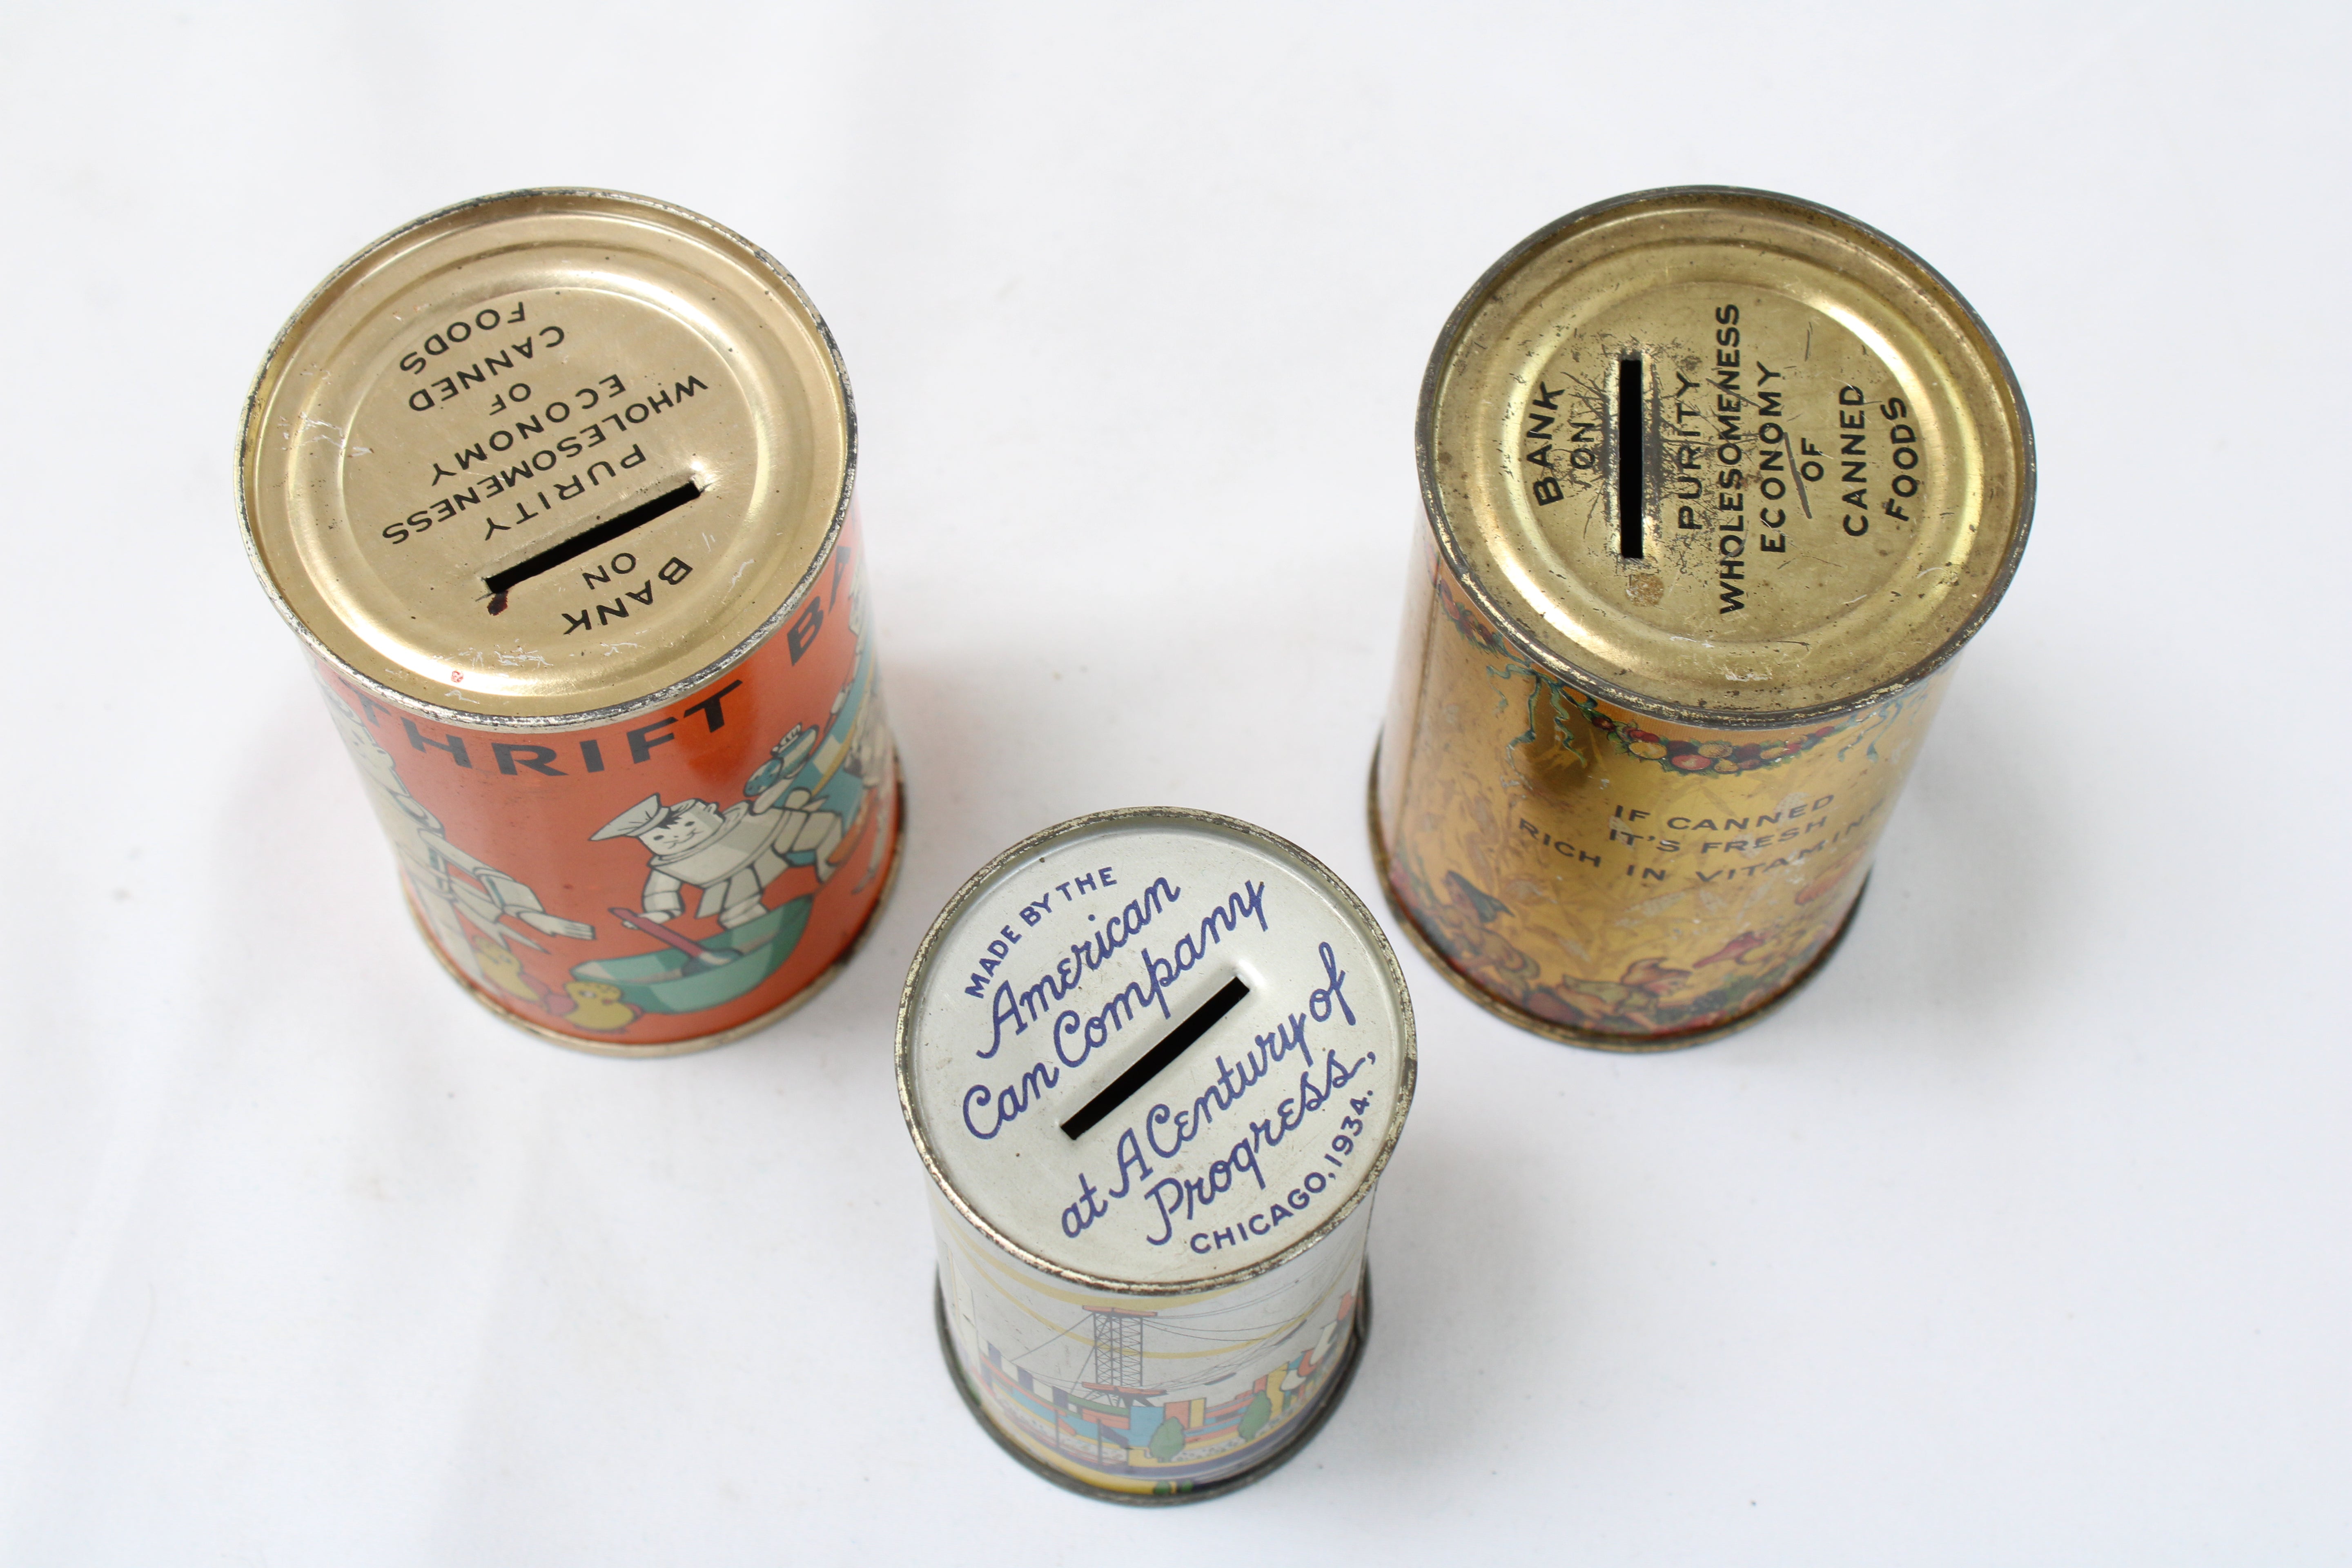 BANK
ON
PURITY
WHOLESOMENESS
ECONOMY
OF
CANNED
FOODS
THRIFT BA
BANK
ON
PURITY
WHOLESOMENESS
ECONOMY
OF
CANNED
FOODS
IF CANNED
IT'S FRESH
RICH IN VITAMIN
MADE BY THE
American
Can Company
at A Century of
Progress,
CHICAGO, 1934.